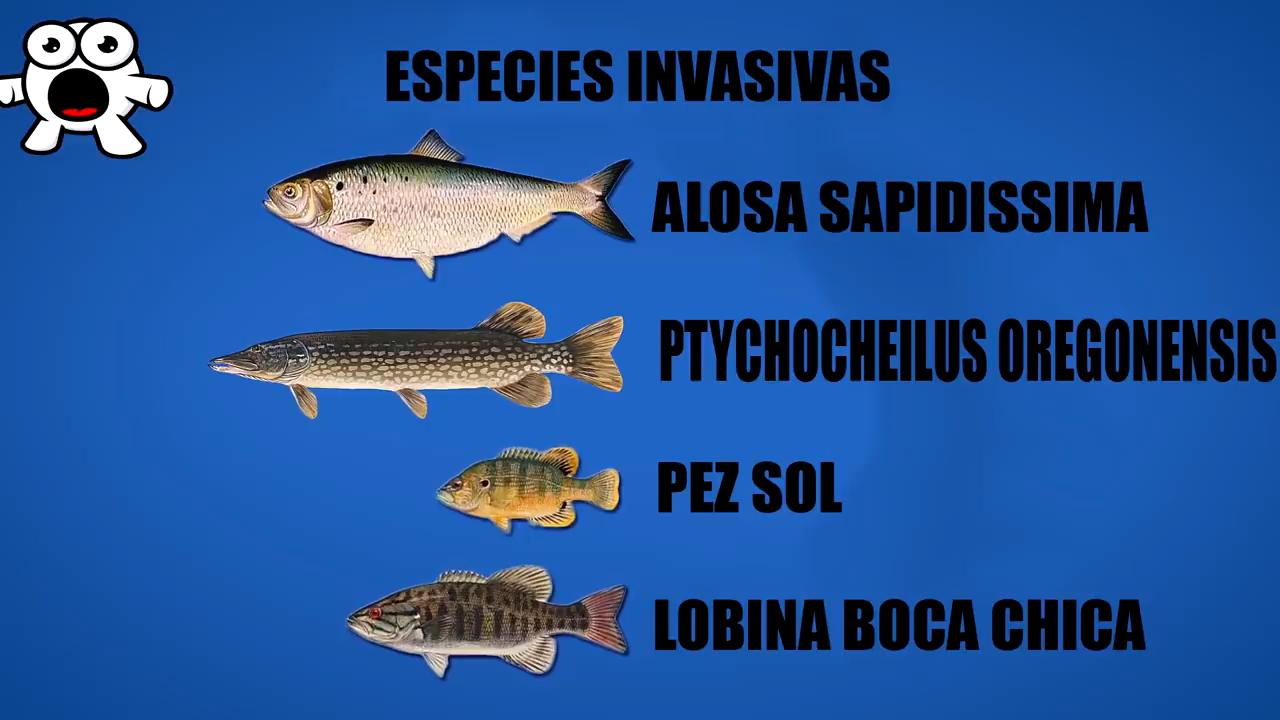 ESPECIES INVASIVAS
ALOSA SAPIDISSIMA
PTYCHOCHEILUS OREGONENSIS
PEZ SOL
LOBINA BOCA CHICA